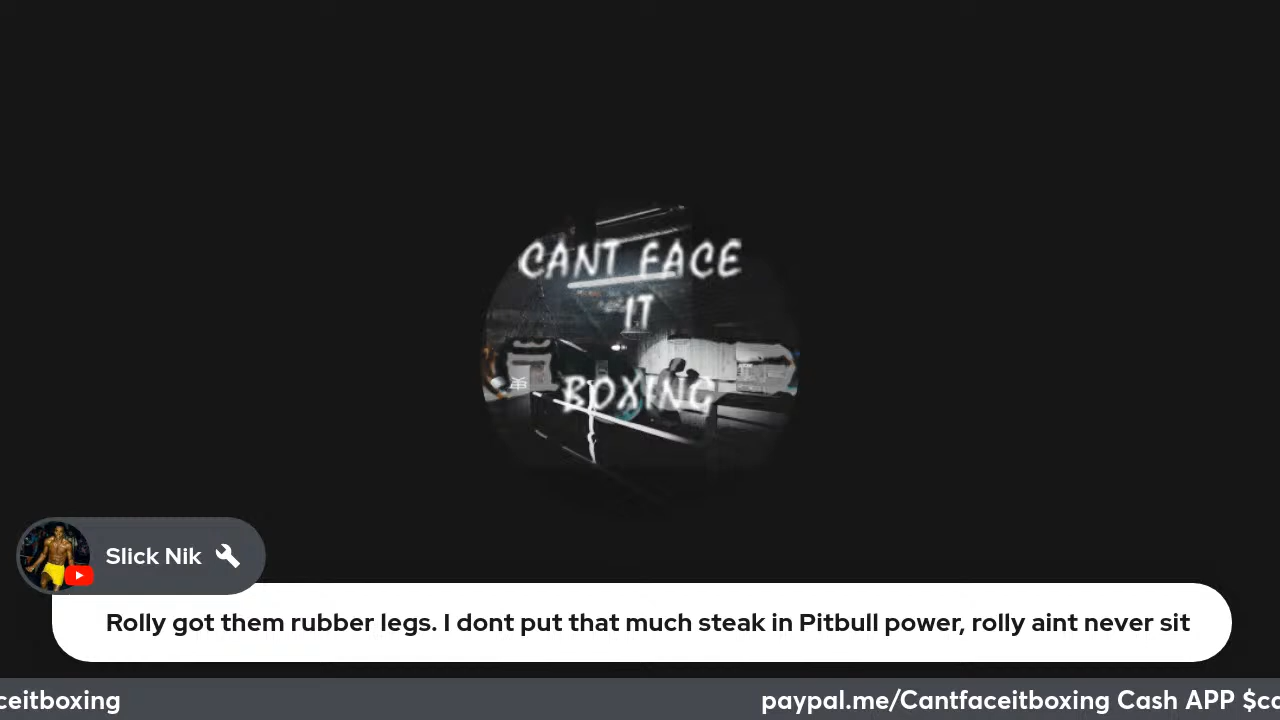 CANT FACE
IT
BOXING
Slick Nik
Rolly got them rubber legs. I dont put that much steak in Pitbull power, rolly aint never sit
ceitboxing paypal.me/Cantfaceitboxing Cash APP $co